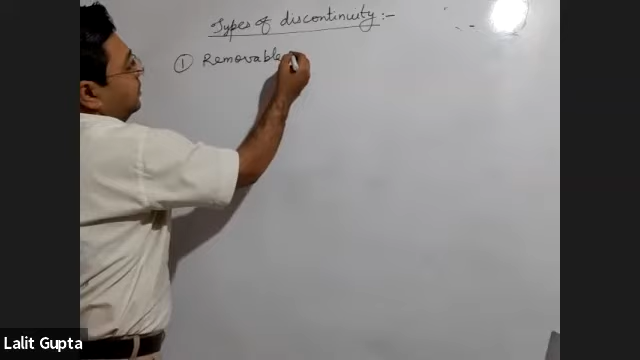 Types of discontinuity :-
① Removable
Lalit Gupta